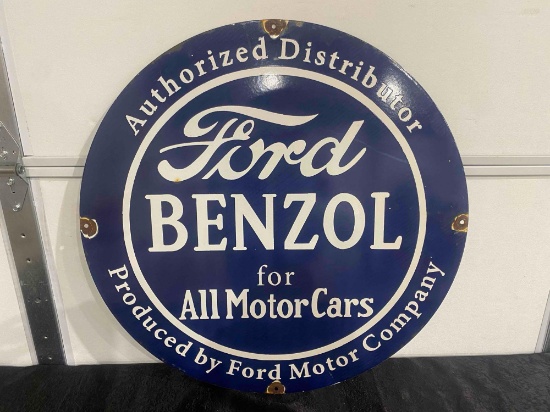 Authorized Distributor
Ford
BENZOL
for
All Motor Cars
Produced by Ford Motor Company